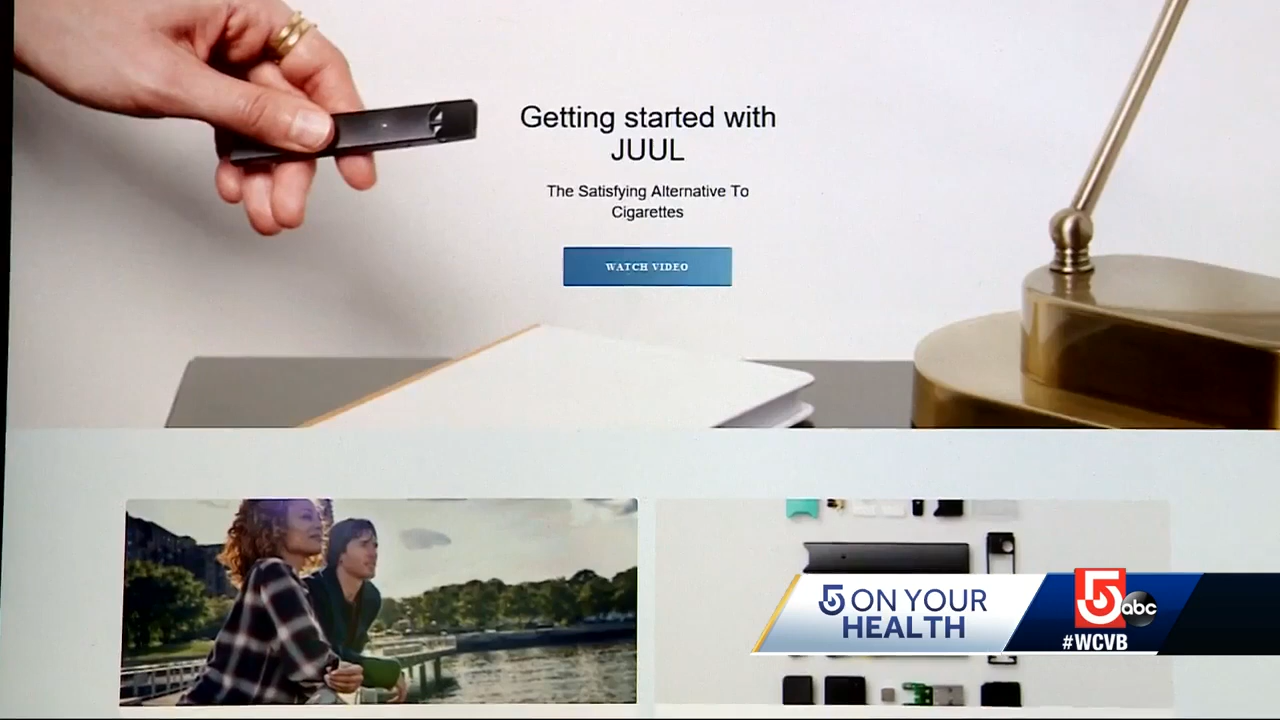 Getting started with
JUUL
The Satisfying Alternative To
Cigarettes
WATCH VIDEO
5 ON YOUR
HEALTH
5 abc
#WCVB